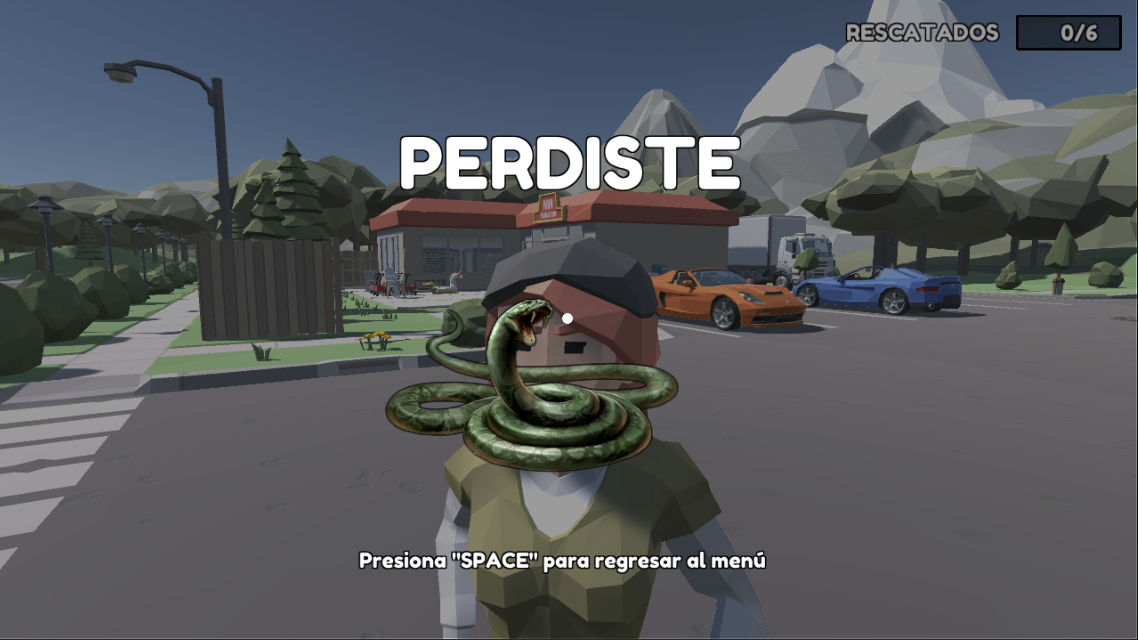 RESCATADOS 0/6
PERDISTE
Presiona "SPACE" para regresar al menú